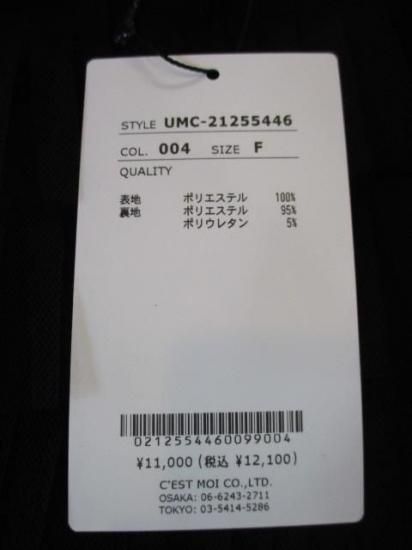 STYLE UMC-21255446
COL. 004 SIZE F
QUALITY
表地 ポリエステル 100%
裏地 ポリエステル 95%
ポリウレタン 5%
0212554460099004
¥11,000 (税込 ¥12,100)
C'EST MOI CO.,LTD.
OSAKA: 06-6243-2711
TOKYO: 03-5414-5286